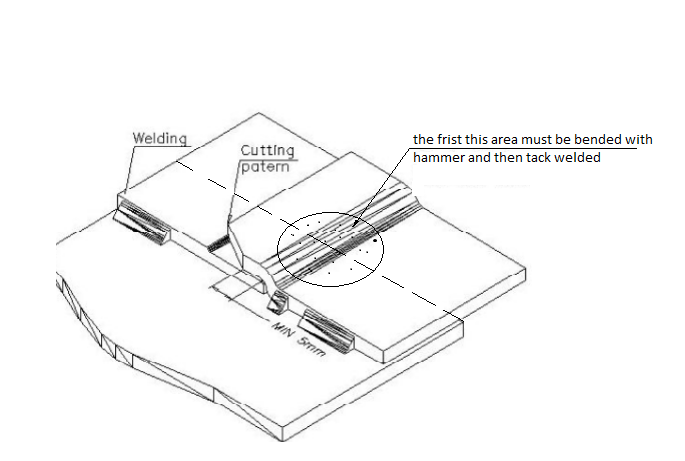 Welding
Cutting
patern
the frist this area must be bended with
hammer and then tack welded
MIN 5mm